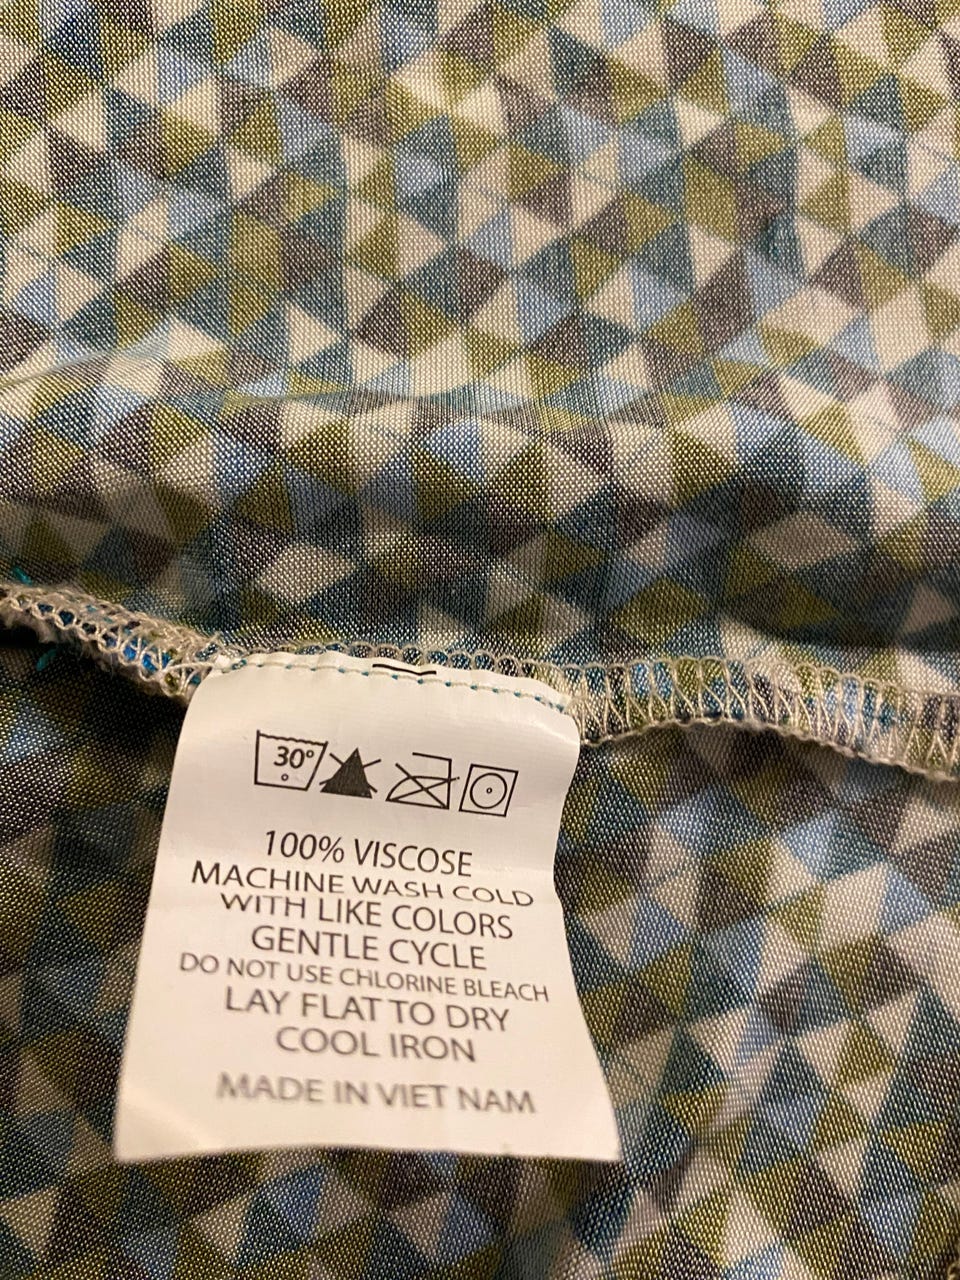 30°
100% VISCOSE
MACHINE WASH COLD
WITH LIKE COLORS
GENTLE CYCLE
DO NOT USE CHLORINE BLEACH
LAY FLAT TO DRY
COOL IRON
MADE IN VIET NAM